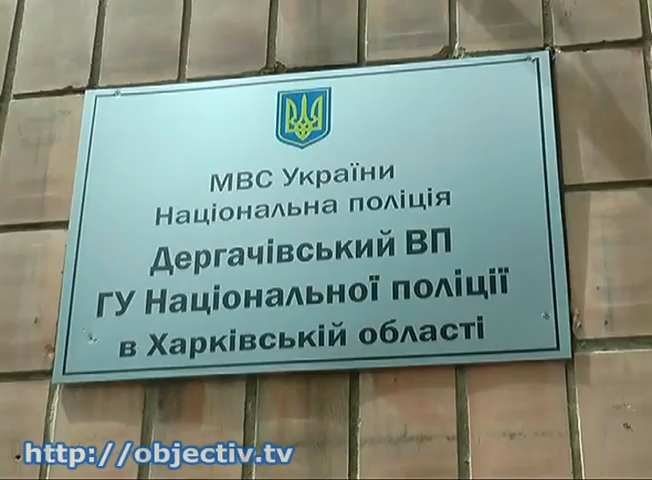 МВС України
Національна поліція
Дергачівський ВП
ГУ Національної поліції
в Харківській області
http://objectiv.tv